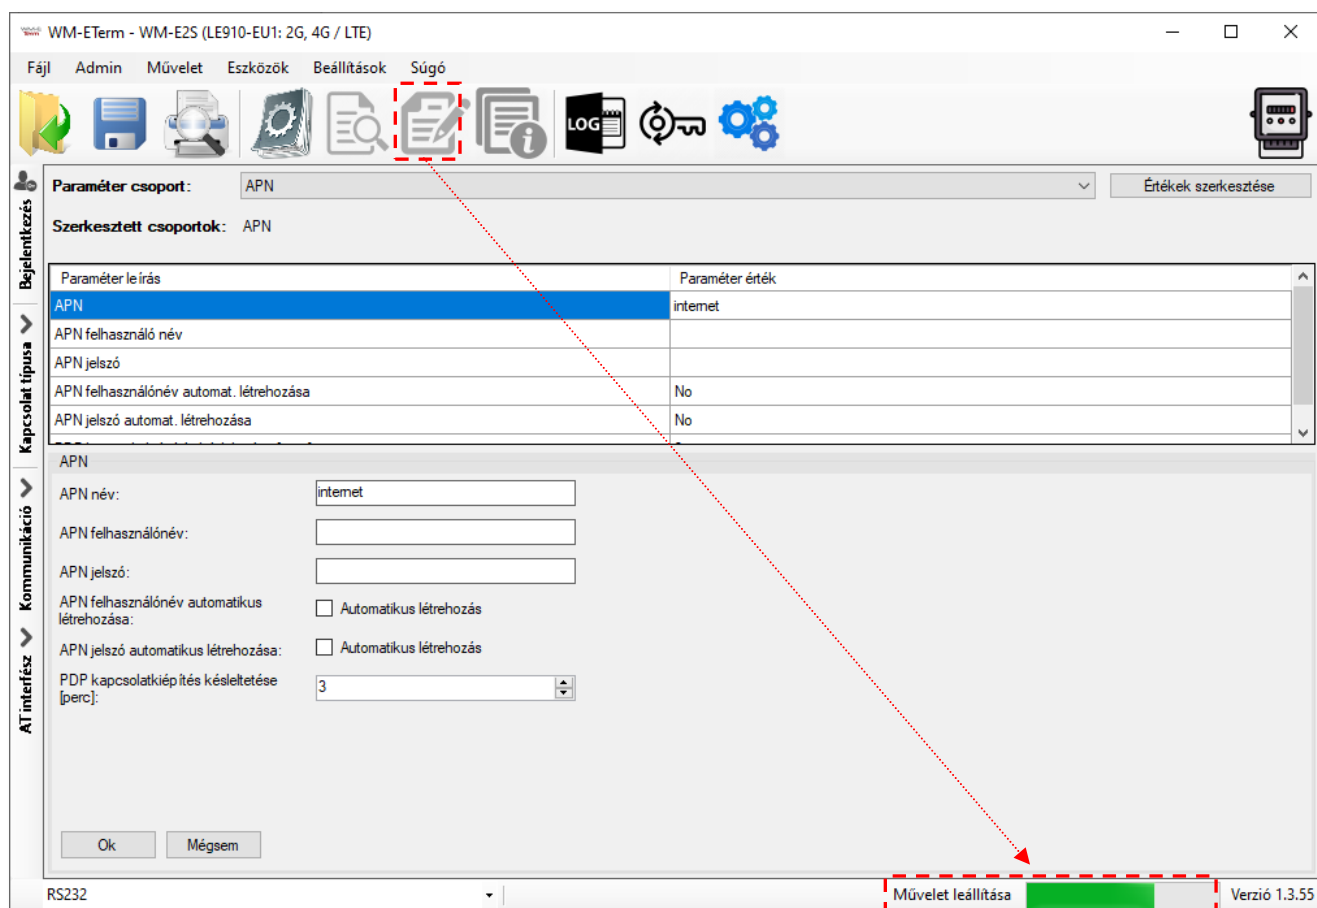 WM-ETerm - WM-E2S (LE910-EU1: 2G, 4G / LTE)
Fájl Admin Művelet Eszközök Beállítások Súgó
LOG
Bejelentkezés
Kapcsolat típusa
Kommunikáció
AT interfész
Paraméter csoport: APN Értékek szerkesztése
Szerkesztett csoportok: APN
Paraméter leírás Paraméter érték
APN internet
APN felhasználó név
APN jelszó
APN felhasználónév automat. létrehozása No
APN jelszó automat. létrehozása No
APN
APN név: internet
APN felhasználónév:
APN jelszó:
APN felhasználónév automatikus
létrehozása: Automatikus létrehozás
APN jelszó automatikus létrehozása: Automatikus létrehozás
PDP kapcsolatkiépítés késleltetése
[perc]: 3
Ok Mégsem
RS232 Művelet leállítása Verzió 1.3.55